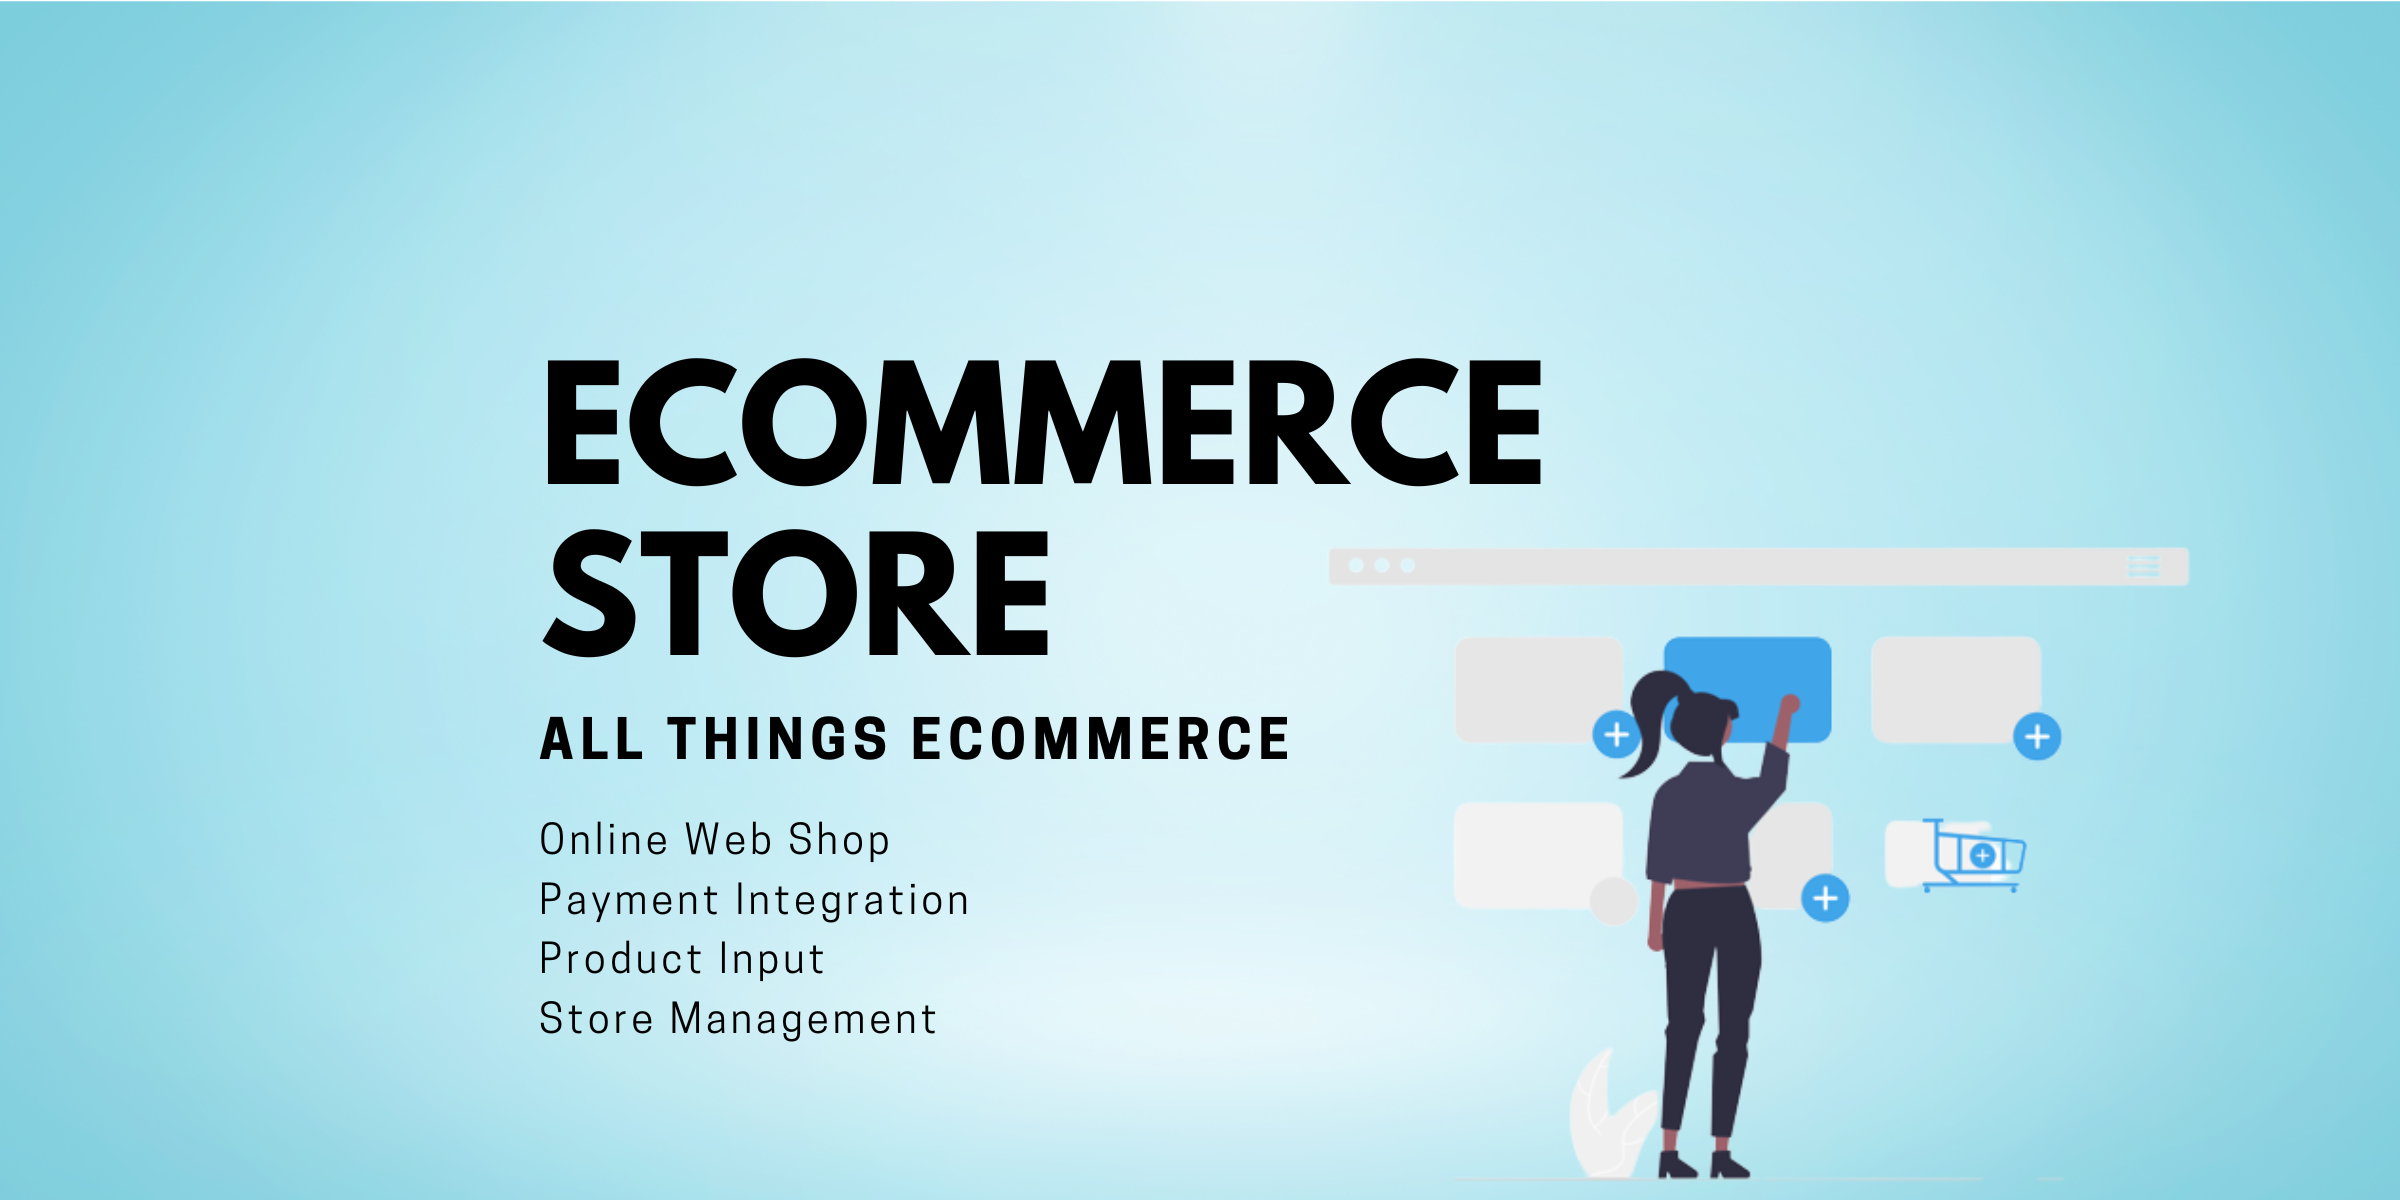 ECOMMERCE
STORE
ALL THINGS ECOMMERCE
Online Web Shop
Payment Integration
Product Input
Store Management